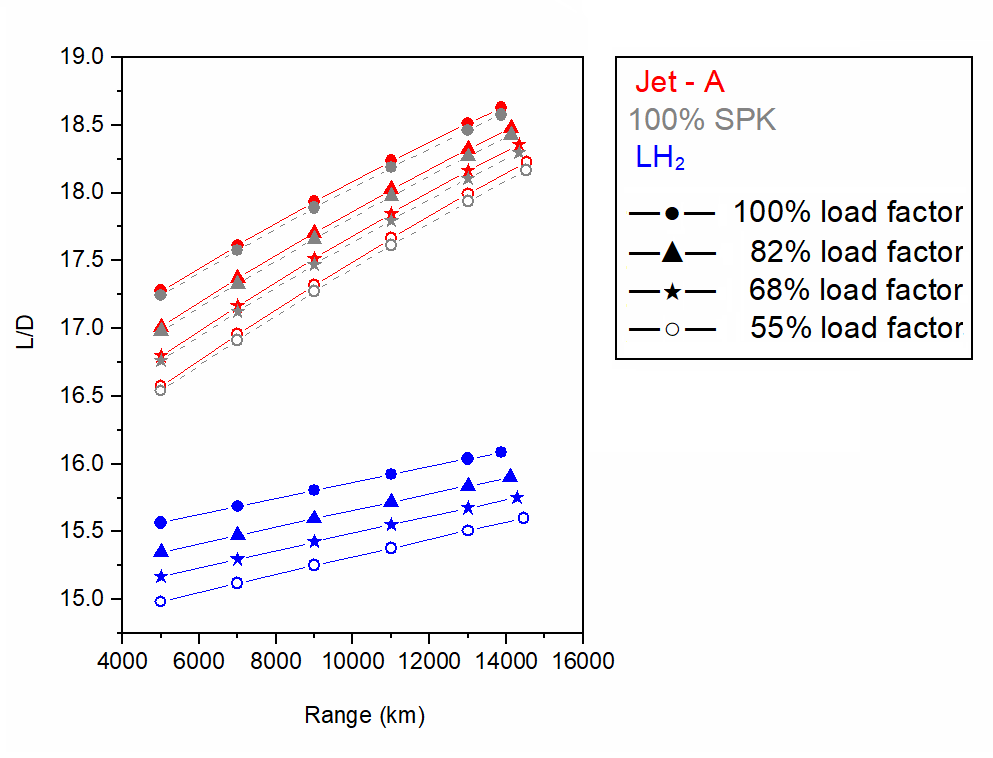 19.0
18.5
18.0
17.5
17.0
16.5
16.0
15.5
15.0
L/D
4000 6000 8000 10000 12000 14000 16000
Range (km)
Jet - A
100% SPK
LH₂
100% load factor
82% load factor
68% load factor
55% load factor